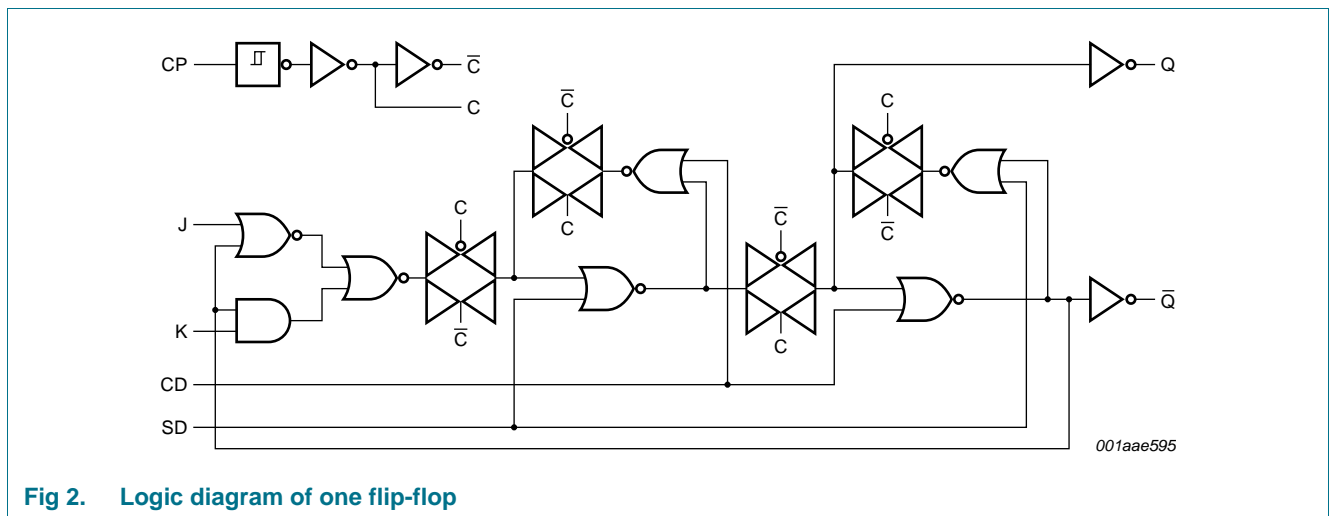 CP
C̅
C
C̅
C
Q
C
C̅
J
C
C̅
K
C̅
C
Q̅
CD
SD
001aae595
Fig 2. Logic diagram of one flip-flop